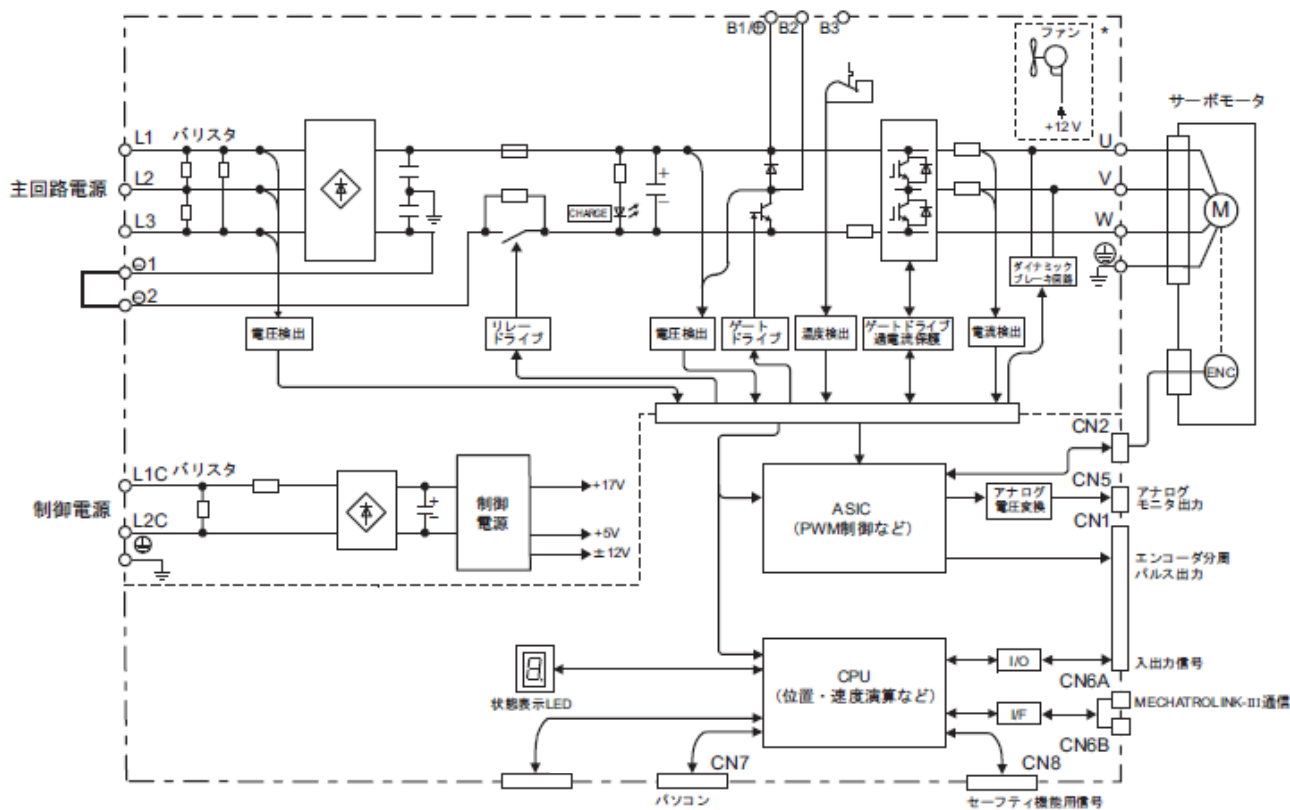 B1/⊕ B2 B3
ファン
*
+12V
サーボモータ
主回路電源
L1 バリスタ
L2
L3
⊖1
⊖2
CHARGE
U
V
W
M
ENC
ダイナミック
ブレーキ回路
電圧検出
リレー
ドライブ
電圧検出
ゲート
ドライブ
温度検出
ゲートドライブ
過電流保護
電流検出
制御電源
L1C バリスタ
L2C
+
−
制御
電源
+17V
+5V
±12V
ASIC
(PWM制御など)
アナログ
電圧変換
CN2
CN5
アナログ
モニタ出力
CN1
エンコーダ分周
パルス出力
CPU
(位置・速度演算など)
I/O
入出力信号
CN6A
I/F
MECHATROLINK-III通信
CN6B
8.
状態表示LED
CN7
パソコン
CN8
セーフティ機能用信号